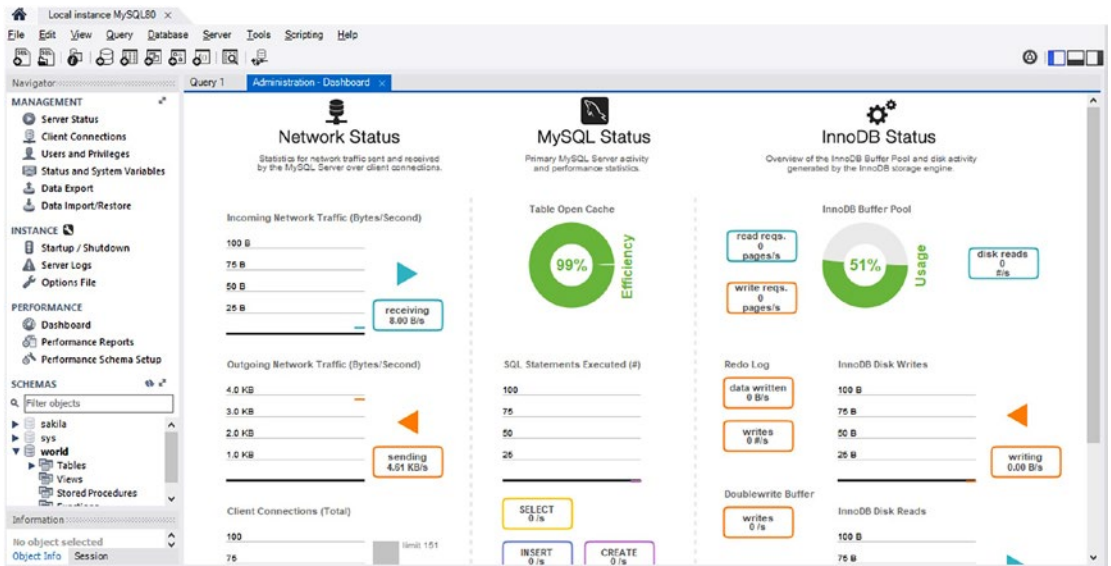 Local instance MySQL80 ×
File Edit View Query Database Server Tools Scripting Help
Navigator
MANAGEMENT
Server Status
Client Connections
Users and Privileges
Status and System Variables
Data Export
Data Import/Restore
INSTANCE
Startup / Shutdown
Server Logs
Options File
PERFORMANCE
Dashboard
Performance Reports
Performance Schema Setup
SCHEMAS
Filter objects
sakila
sys
world
Tables
Views
Stored Procedures
Functions
Information
No object selected
Object Info Session
Query 1 Administration - Dashboard ×
Network Status
Statistics for network traffic sent and received
by the MySQL Server over client connections.
Incoming Network Traffic (Bytes/Second)
100 B
75 B
50 B
25 B
receiving
8.00 B/s
Outgoing Network Traffic (Bytes/Second)
4.0 KB
3.0 KB
2.0 KB
1.0 KB
sending
4.61 KB/s
Client Connections (Total)
100
limit 151
75
MySQL Status
Primary MySQL Server activity
and performance statistics.
Table Open Cache
99%
Efficiency
SQL Statements Executed (#)
100
75
50
25
SELECT
0 /s
INSERT
0 /s
CREATE
0 /s
InnoDB Status
Overview of the InnoDB Buffer Pool and disk activity
generated by the InnoDB storage engine.
InnoDB Buffer Pool
read reqs.
0
pages/s
write reqs.
0
pages/s
51%
Usage
disk reads
0
#/s
Redo Log
data written
0 B/s
writes
0 #/s
InnoDB Disk Writes
100 B
75 B
50 B
25 B
writing
0.00 B/s
Doublewrite Buffer
writes
0 /s
InnoDB Disk Reads
100 B
75 B